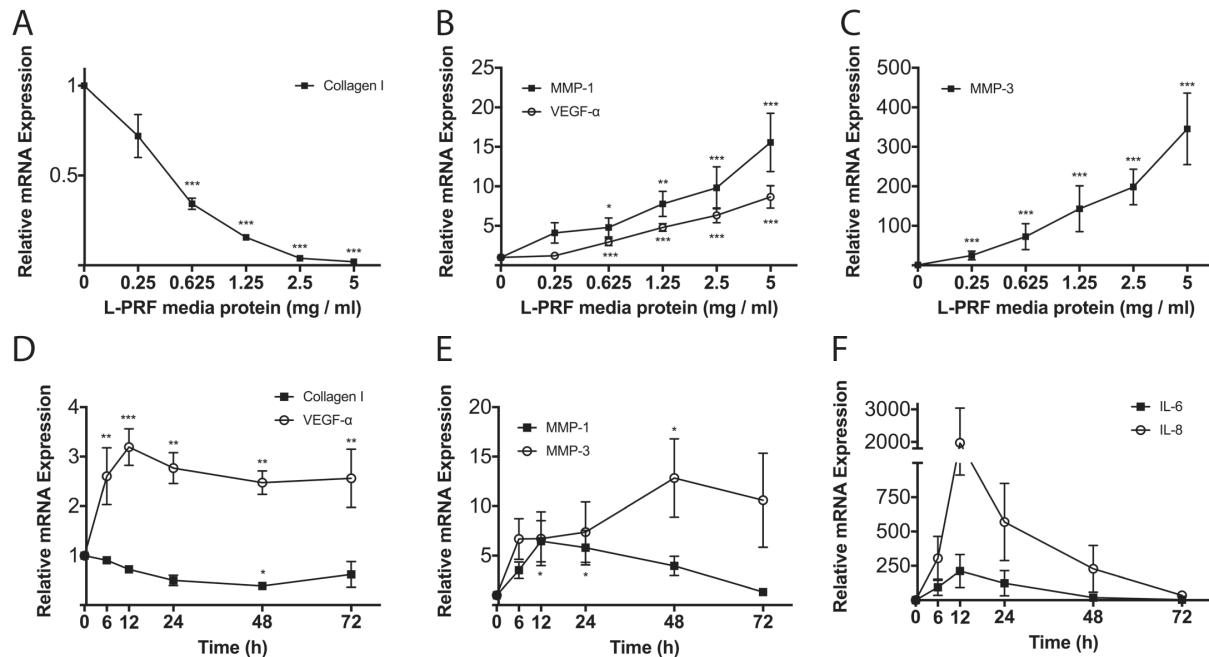 A
Relative mRNA Expression
1
0.5
Collagen I
***
***
***
***
0 0.25 0.625 1.25 2.5 5
L-PRF media protein (mg / ml)
B
Relative mRNA Expression
25
20
15
10
5
MMP-1
VEGF-α
*
**
***
***
***
***
***
***
0 0.25 0.625 1.25 2.5 5
L-PRF media protein (mg / ml)
C
Relative mRNA Expression
500
400
300
200
100
0
MMP-3
***
***
***
***
***
0 0.25 0.625 1.25 2.5 5
L-PRF media protein (mg / ml)
D
Relative mRNA Expression
4
3
2
1
Collagen I
VEGF-α
**
***
**
**
**
*
0 6 12 24 48 72
Time (h)
E
Relative mRNA Expression
20
15
10
5
MMP-1
MMP-3
*
*
*
0 6 12 24 48 72
Time (h)
F
Relative mRNA Expression
3000
2000
750
500
250
IL-6
IL-8
0 6 12 24 48 72
Time (h)